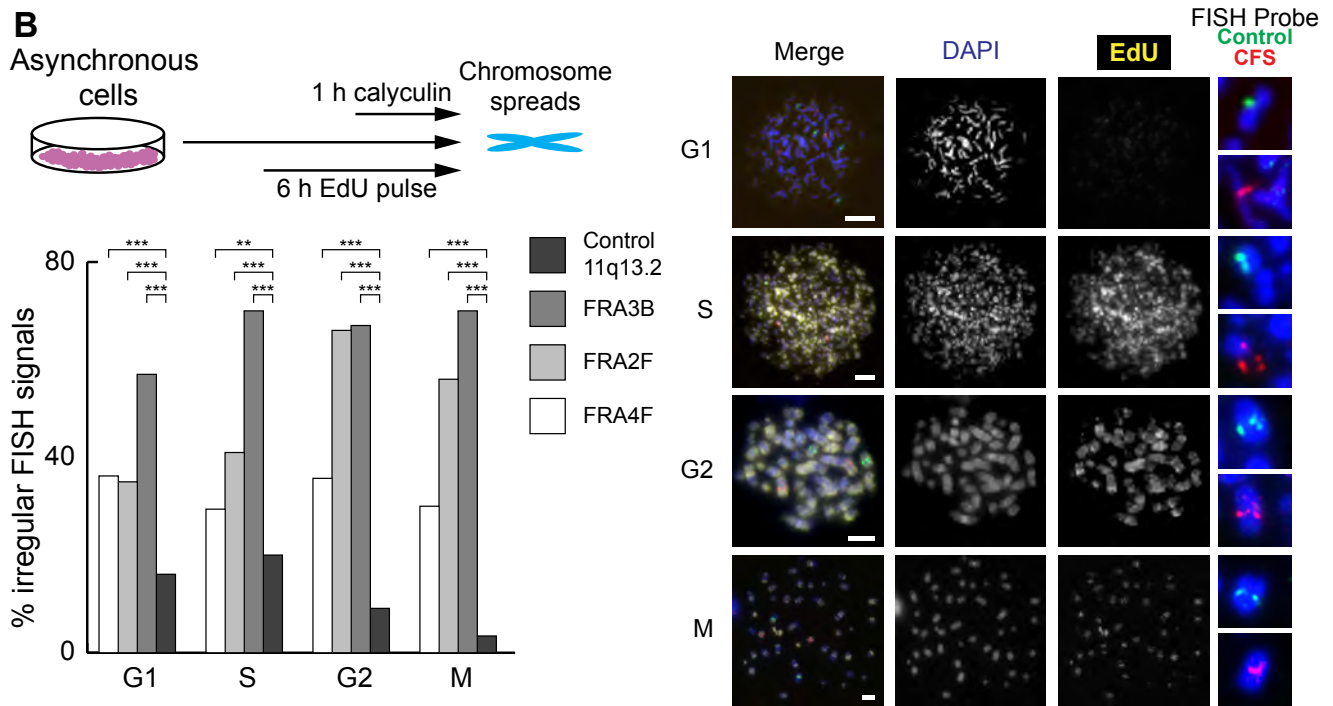 B
Asynchronous
cells
1 h calyculin
6 h EdU pulse
Chromosome
spreads
% irregular FISH signals
80
40
0
***
***
***
**
***
***
***
***
***
***
***
***
G1
S
G2
M
Control
11q13.2
FRA3B
FRA2F
FRA4F
Merge
DAPI
EdU
FISH Probe
Control
CFS
G1
S
G2
M